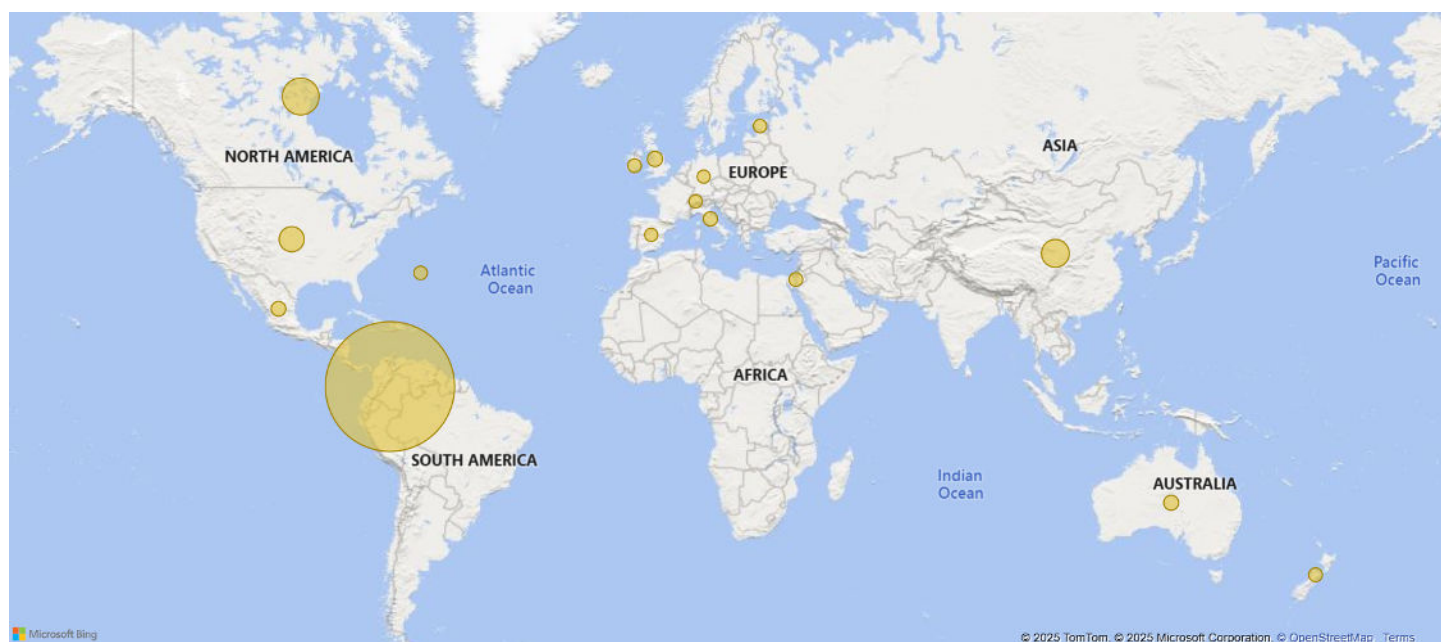 NORTH AMERICA
EUROPE
ASIA
Atlantic
Ocean
Pacific
Ocean
AFRICA
SOUTH AMERICA
Indian
Ocean
AUSTRALIA
Microsoft Bing
© 2025 TomTom, © 2025 Microsoft Corporation, © OpenStreetMap Terms